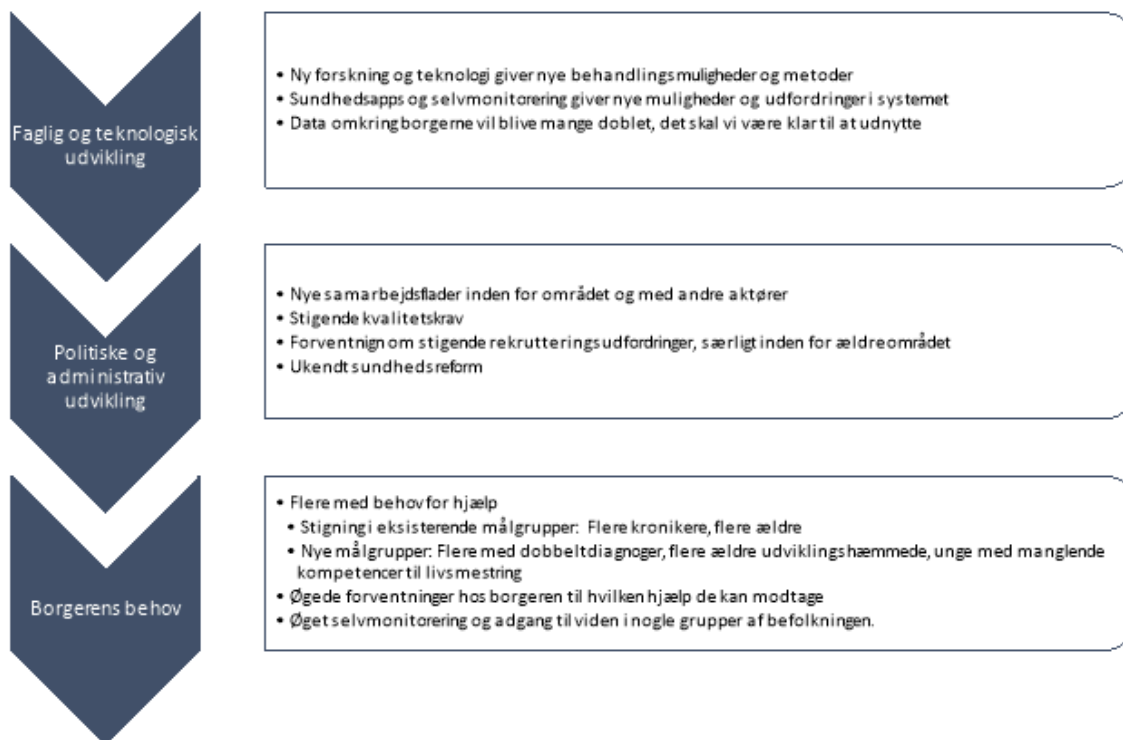 Faglig og teknologisk
udvikling
• Ny forskning og teknologi giver nye behandlingsmuligheder og metoder
• Sundhedsapps og selvmonitorering giver nye muligheder og udfordringer i systemet
• Data omkring borgerne vil blive mange doblet, det skal vi være klar til at udnytte
Politiske og
administrativ
udvikling
• Nye samarbejdsflader inden for området og med andre aktører
• Stigende kvalitetskrav
• Forventnign om stigende rekrutteringsudfordringer, særligt inden for ældreområdet
• Ukendt sundhedsreform
Borgerens behov
• Flere med behov for hjælp
• Stigning i eksisterende målgrupper: Flere kronikere, flere ældre
• Nye målgrupper: Flere med dobbeltdiagnoger, flere ældre udviklingshæmmede, unge med manglende
kompetencer til livsmestring
• Øgede forventninger hos borgeren til hvilken hjælp de kan modtage
• Øget selvmonitorering og adgang til viden i nogle grupper af befolkningen.